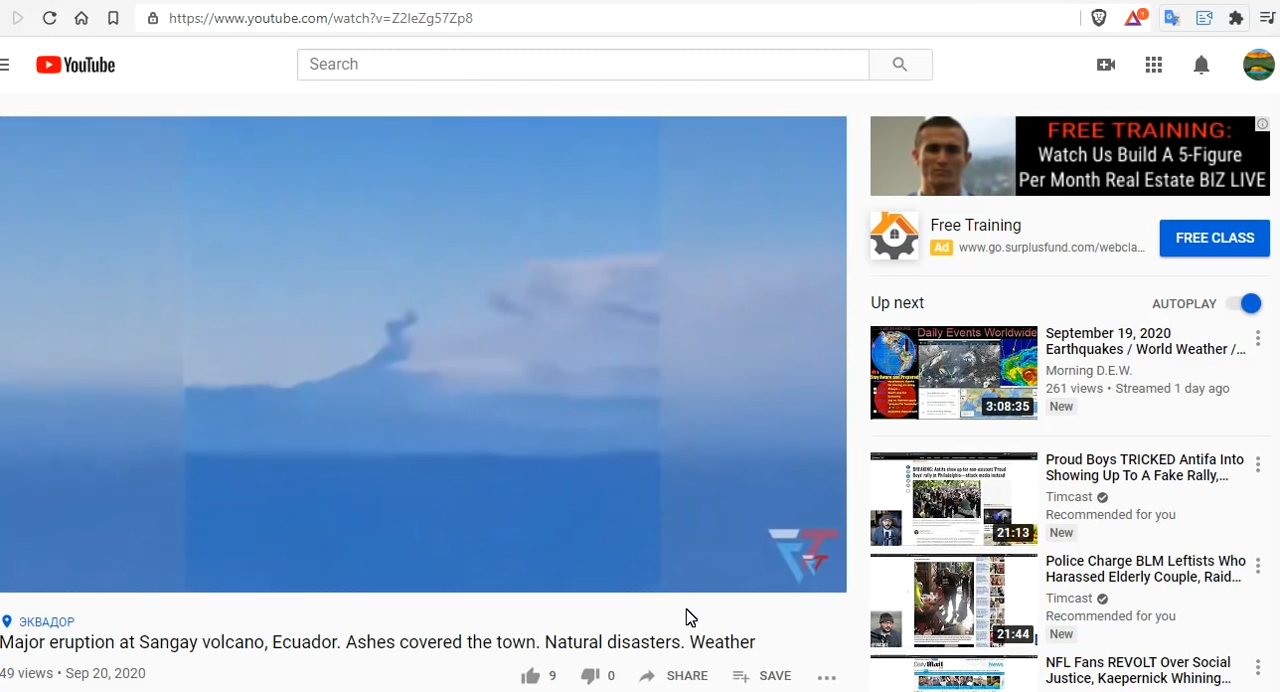 https://www.youtube.com/watch?v=Z2IeZg57Zp8
1
YouTube
Search
FREE TRAINING:
Watch Us Build A 5-Figure
Per Month Real Estate BIZ LIVE
Free Training
Ad www.go.surplusfund.com/webcla...
FREE CLASS
Up next
AUTOPLAY
Daily Events Worldwide
3:08:35
September 19, 2020
Earthquakes / World Weather /...
Morning D.E.W.
261 views • Streamed 1 day ago
New
21:13
Proud Boys TRICKED Antifa Into
Showing Up To A Fake Rally,...
Timcast
Recommended for you
New
21:44
Police Charge BLM Leftists Who
Harassed Elderly Couple, Raid...
Timcast
Recommended for you
New
Daily Mail
News
NFL Fans REVOLT Over Social
Justice, Kaepernick Whining...
ЭКВАДОР
Major eruption at Sangay volcano, Ecuador. Ashes covered the town. Natural disasters. Weather
49 views • Sep 20, 2020
9
0
SHARE
SAVE